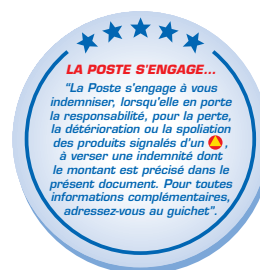 LA POSTE S'ENGAGE...
"La Poste s'engage à vous
indemniser, lorsqu'elle en porte
la responsabilité, pour la perte,
la détérioration ou la spoliation
des produits signalés d'un ,
à verser une indemnité dont
le montant est précisé dans le
présent document. Pour toutes
informations complémentaires,
adressez-vous au guichet".